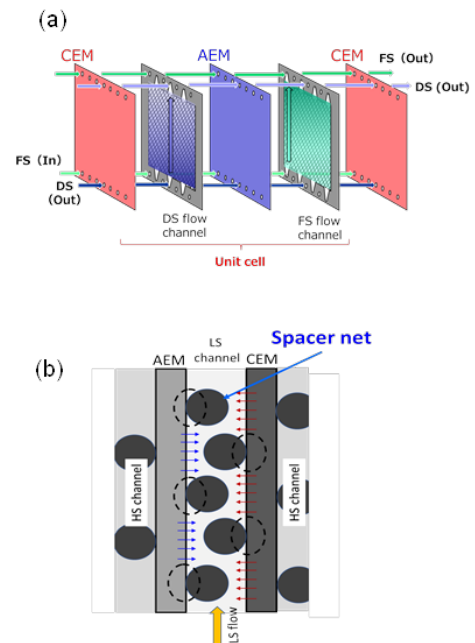 (a)
CEM
AEM
CEM
FS (Out)
DS (Out)
FS (In)
DS
(Out)
DS flow
channel
FS flow
channel
Unit cell
(b)
AEM
LS
channel
CEM
Spacer net
HS channel
HS channel
LS flow